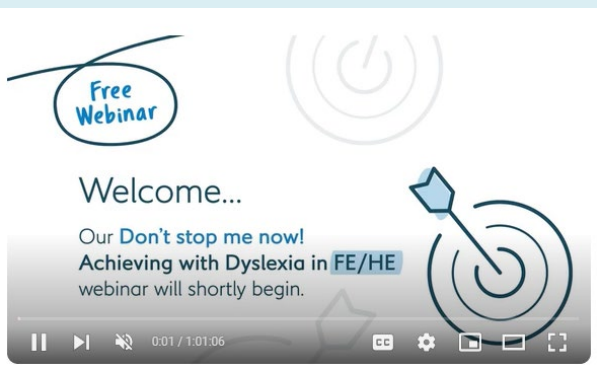 Free
Webinar
Welcome...
Our Don't stop me now!
Achieving with Dyslexia in FE/HE
webinar will shortly begin.
0:01 / 1:01:06
CC